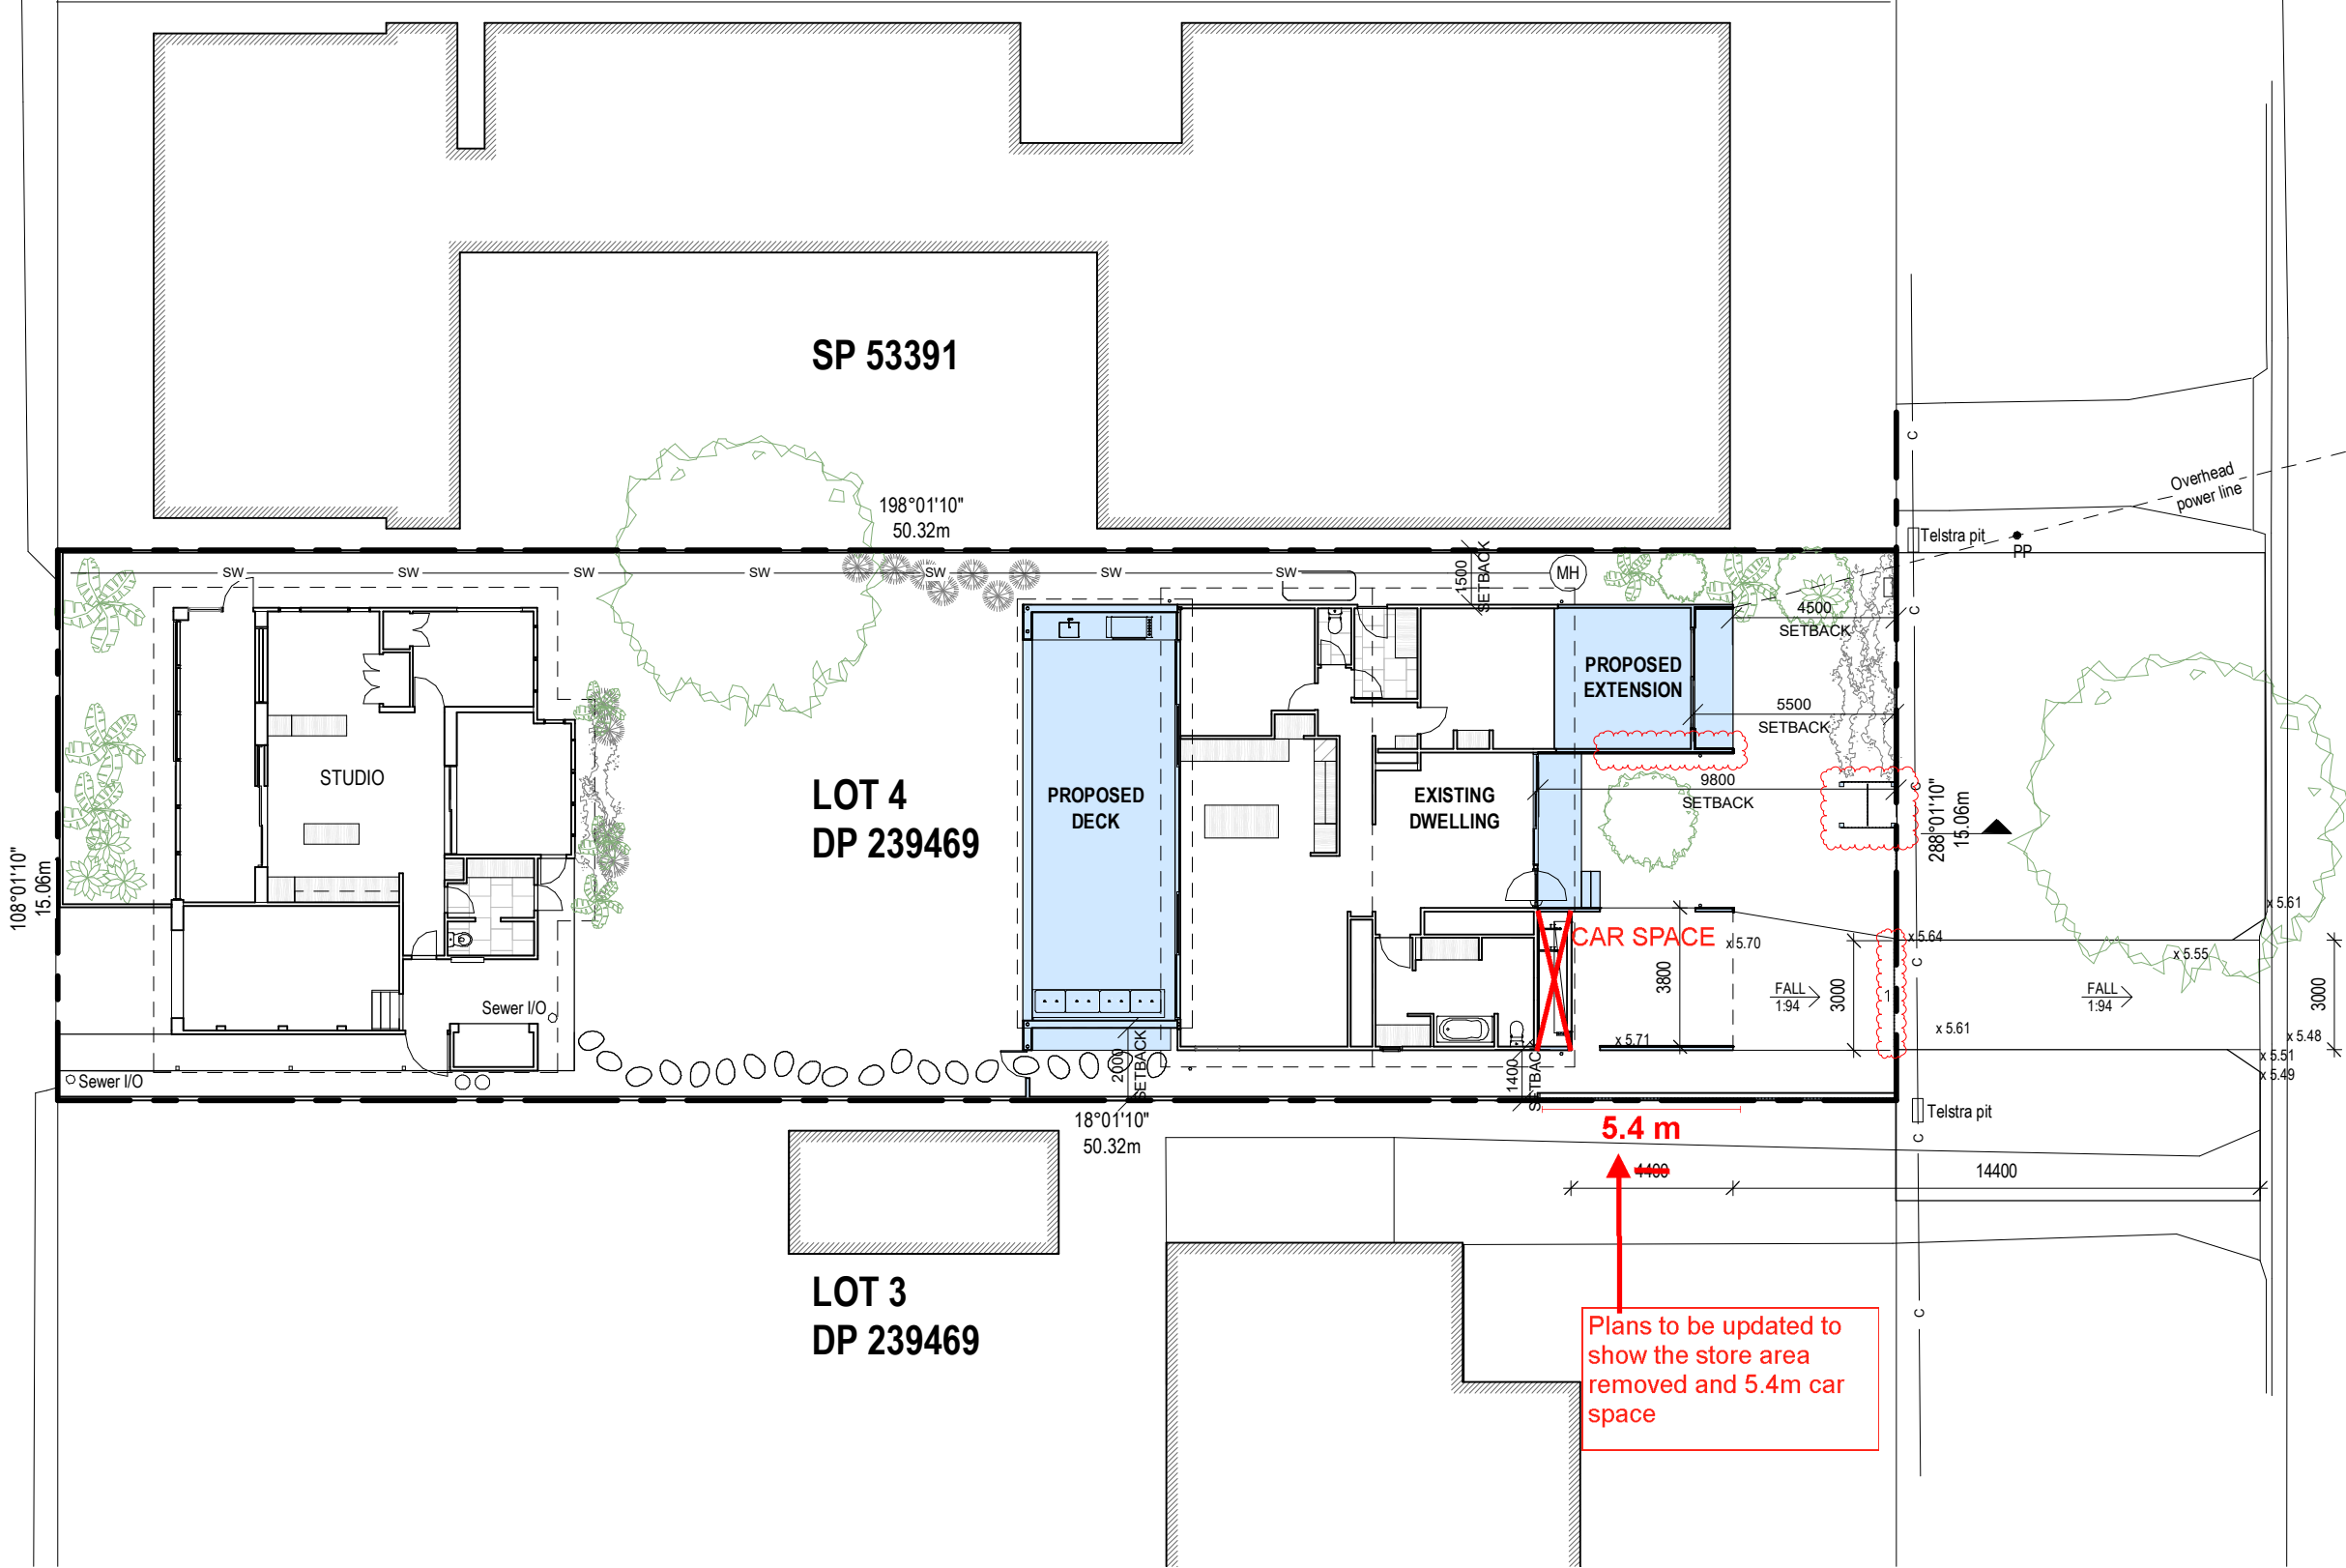 SP 53391
198°01'10"
50.32m
Overhead
power line
Telstra pit
PP
C
SW
SW
SW
SW
SW
SW
SW
MH
1500
SETBACK
4500
SETBACK
C
PROPOSED
EXTENSION
5500
SETBACK
STUDIO
LOT 4
DP 239469
PROPOSED
DECK
EXISTING
DWELLING
9800
SETBACK
C
288°01'10"
15.06m
108°01'10"
15.06m
CAR SPACE
x 5.70
x 5.64
x 5.61
x 5.55
C
3800
3000
3000
FALL
1:94
1
FALL
1:94
Sewer I/O
x 5.71
x 5.61
x 5.48
x 5.51
x 5.49
Sewer I/O
2000
SETBACK
1400
SETBACK
Telstra pit
18°01'10"
50.32m
5.4 m
C
4400
14400
LOT 3
DP 239469
C
Plans to be updated to
show the store area
removed and 5.4m car
space